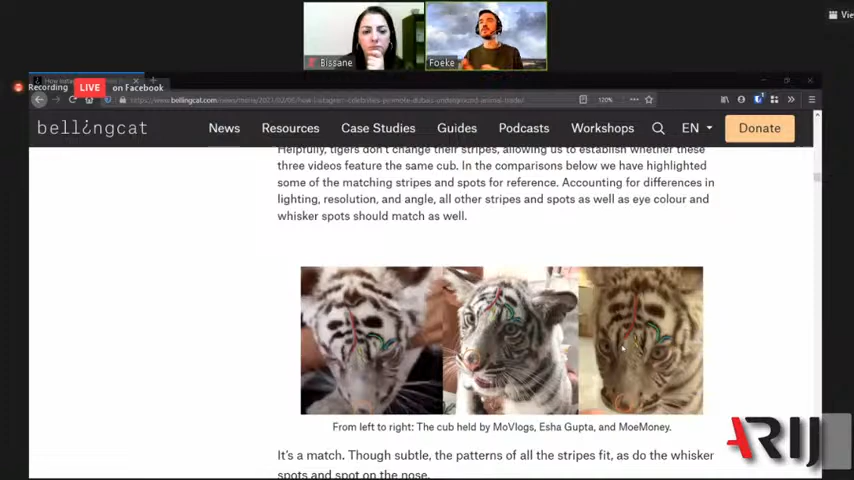 Vie
Bissane
Foeke
Recording
LIVE
on Facebook
120%
bellingcat
News
Resources
Case Studies
Guides
Podcasts
Workshops
EN
Donate
Helpfully, tigers don't change their stripes, allowing us to establish whether these
three videos feature the same cub. In the comparisons below we have highlighted
some of the matching stripes and spots for reference. Accounting for differences in
lighting, resolution, and angle, all other stripes and spots as well as eye colour and
whisker spots should match as well.
From left to right: The cub held by MoVlogs, Esha Gupta, and MoeMoney.
It's a match. Though subtle, the patterns of all the stripes fit, as do the whisker
spots and spot on the nose.
ARIJ